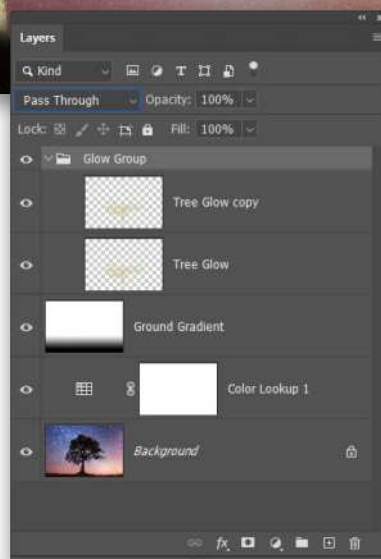 Layers
Kind
Pass Through Opacity: 100%
Lock: Fill: 100%
Glow Group
Tree Glow copy
Tree Glow
Ground Gradient
Color Lookup 1
Background
fx